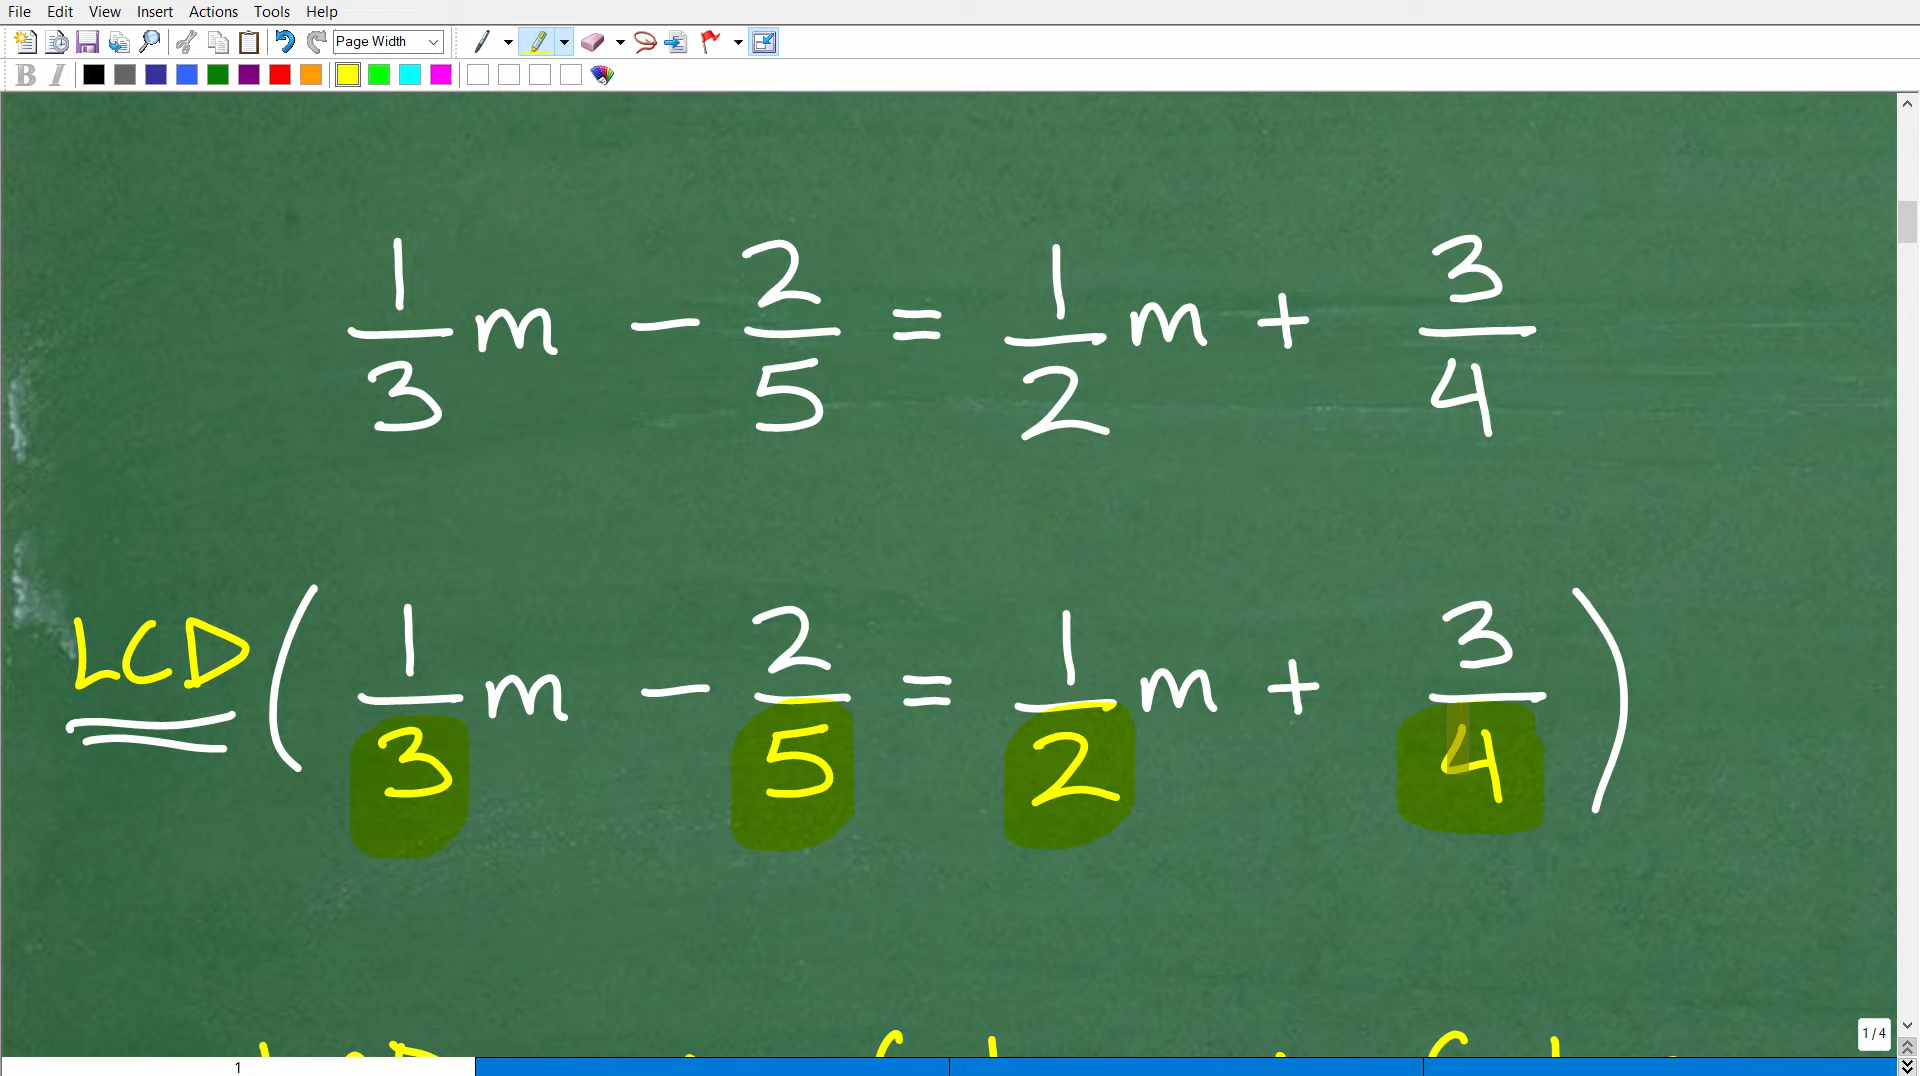 File Edit View Insert Actions Tools Help
Page Width
B I
1/3 m − 2/5 = 1/2 m + 3/4
LCD ( 1/3 m − 2/5 = 1/2 m + 3/4 )
1 / 4
1